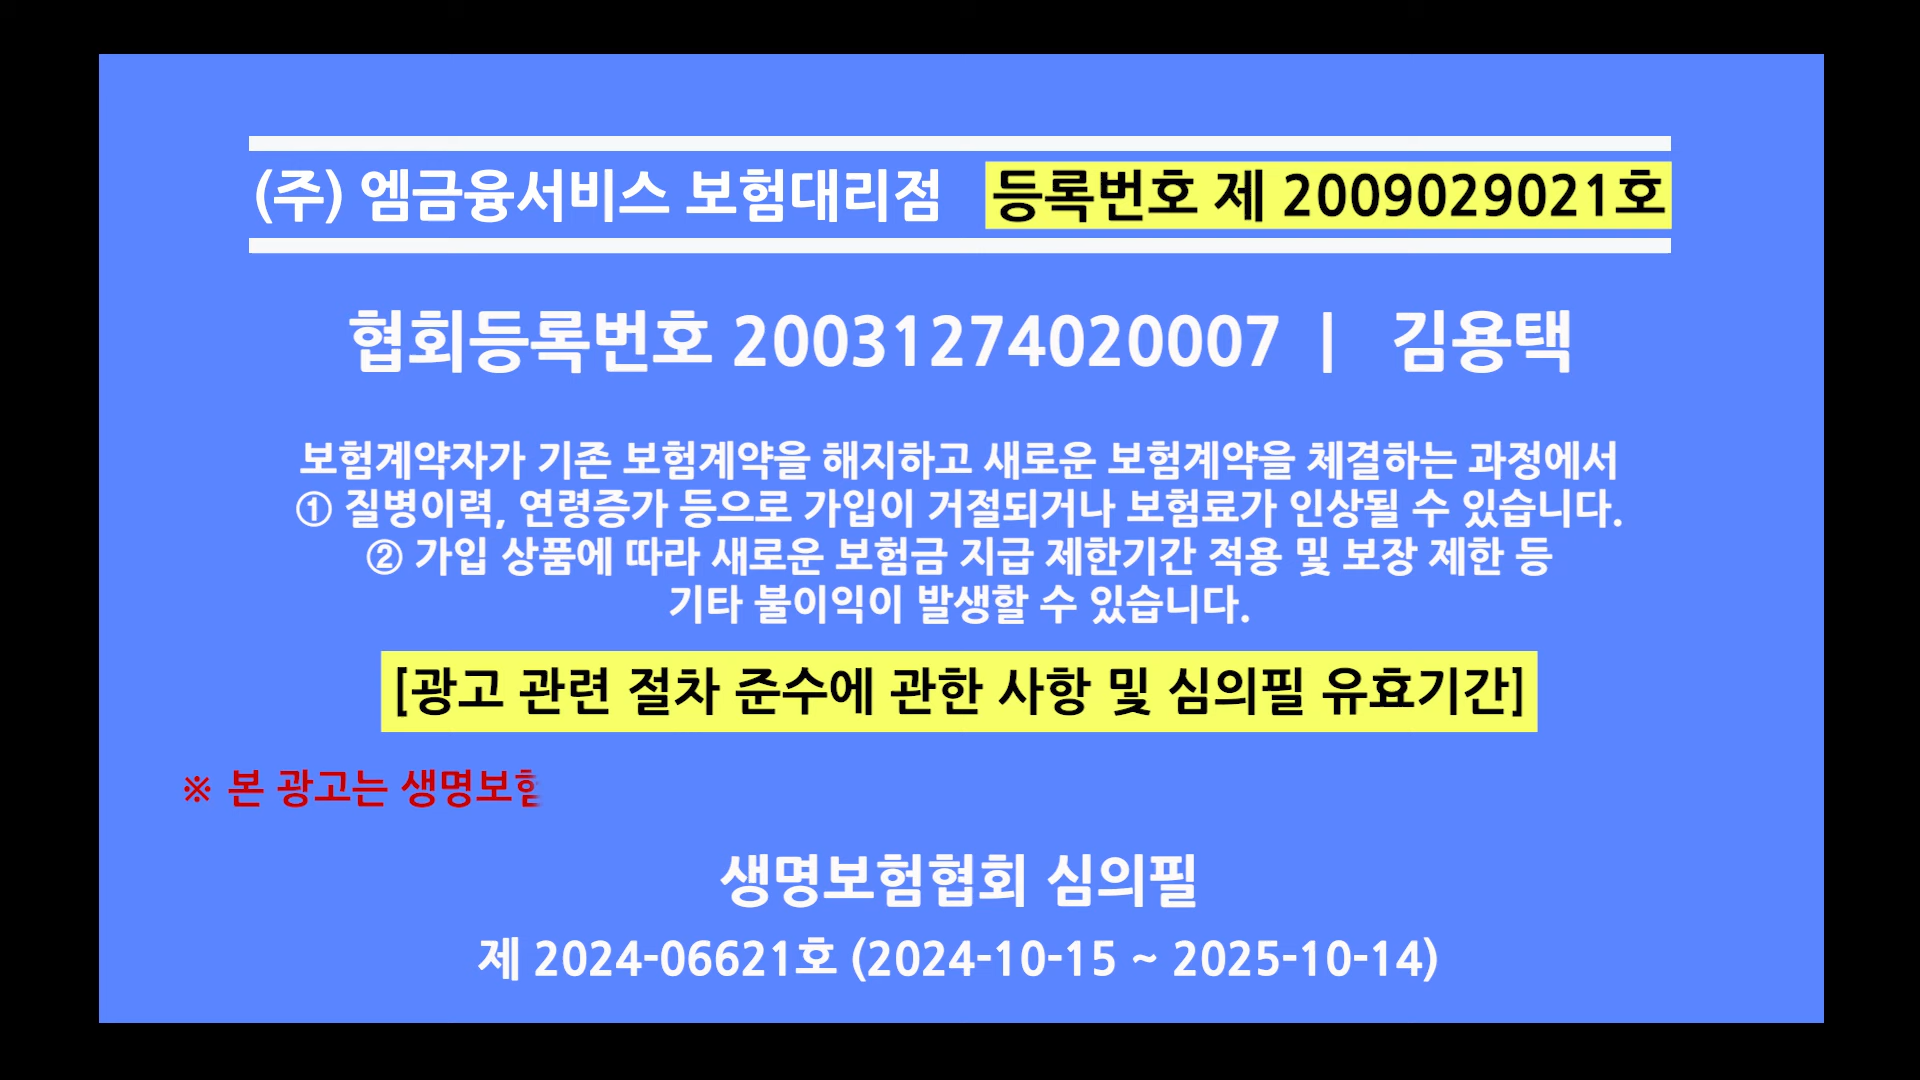 (주) 엠금융서비스 보험대리점 등록번호 제 2009029021호
협회등록번호 20031274020007 | 김용택
보험계약자가 기존 보험계약을 해지하고 새로운 보험계약을 체결하는 과정에서
① 질병이력, 연령증가 등으로 가입이 거절되거나 보험료가 인상될 수 있습니다.
② 가입 상품에 따라 새로운 보험금 지급 제한기간 적용 및 보장 제한 등
기타 불이익이 발생할 수 있습니다.
[광고 관련 절차 준수에 관한 사항 및 심의필 유효기간]
※ 본 광고는 생명보험
생명보험협회 심의필
제 2024-06621호 (2024-10-15 ~ 2025-10-14)